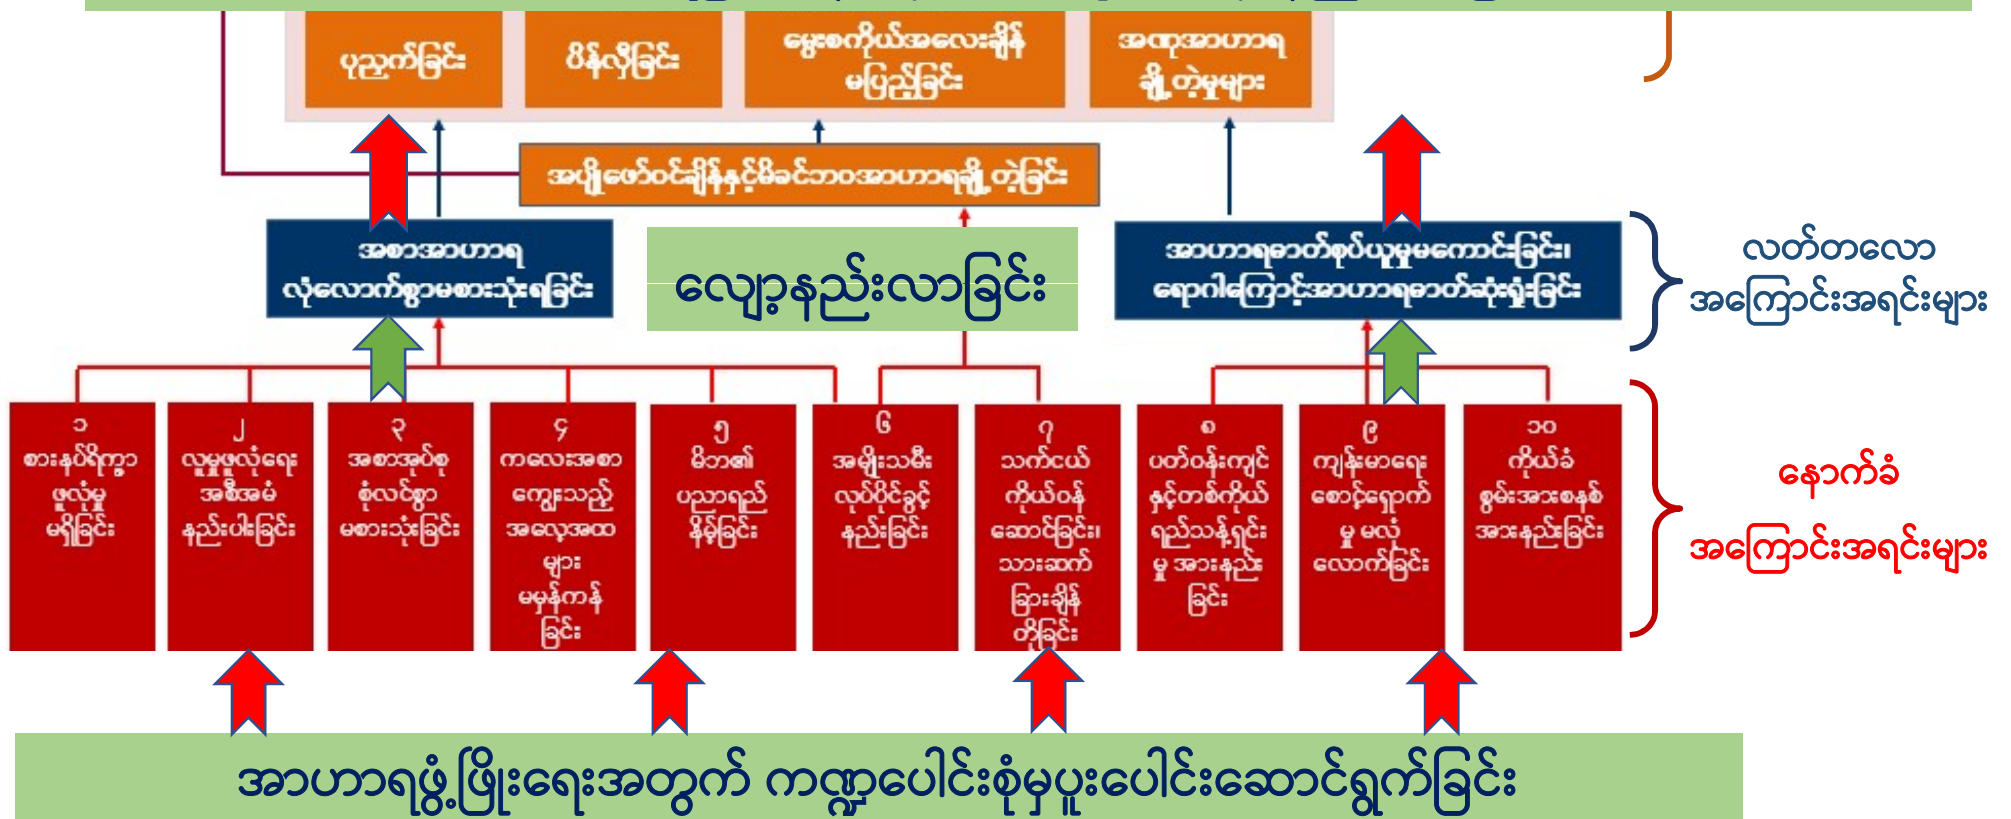 ပုညှက်ခြင်း
ပိန်လှီခြင်း
မွေးစကိုယ်အလေးချိန်
မပြည့်ခြင်း
အဏုအာဟာရ
ချို့တဲ့မှုများ
အပျိုဖော်ဝင်ချိန်နှင့်မိခင်ဘဝအာဟာရချို့တဲ့ခြင်း
အစာအာဟာရ
လုံလောက်စွာမစားသုံးရခြင်း
လျော့နည်းလာခြင်း
အာဟာရဓာတ်စုပ်ယူမှုမကောင်းခြင်း၊
ရောဂါကြောင့်အာဟာရဓာတ်ဆုံးရှုံးခြင်း
လတ်တလော
အကြောင်းအရင်းများ
၁
စားနပ်ရိက္ခာ
ဖူလုံမှု
မရှိခြင်း
၂
လူမှုဖူလုံရေး
အစီအမံ
နည်းပါးခြင်း
၃
အစာအုပ်စု
စုံလင်စွာ
မစားသုံးခြင်း
၄
ကလေးအစာ
ကျွေးသည့်
အလေ့အထ
များ
မမှန်ကန်
ခြင်း
၅
မိဘ၏
ပညာရည်
နိမ့်ခြင်း
၆
အမျိုးသမီး
လုပ်ပိုင်ခွင့်
နည်းခြင်း
၇
သက်ငယ်
ကိုယ်ဝန်
ဆောင်ခြင်း၊
သားဆက်
ခြားချိန်
တိုခြင်း
၈
ပတ်ဝန်းကျင်
နှင့်တစ်ကိုယ်
ရည်သန့်ရှင်း
မှု အားနည်း
ခြင်း
၉
ကျန်းမာရေး
စောင့်ရှောက်
မှု မလုံ
လောက်ခြင်း
၁၀
ကိုယ်ခံ
စွမ်းအားစနစ်
အားနည်းခြင်း
နောက်ခံ
အကြောင်းအရင်းများ
အာဟာရဖွံ့ဖြိုးရေးအတွက် ကဏ္ဍပေါင်းစုံမှပူးပေါင်းဆောင်ရွက်ခြင်း